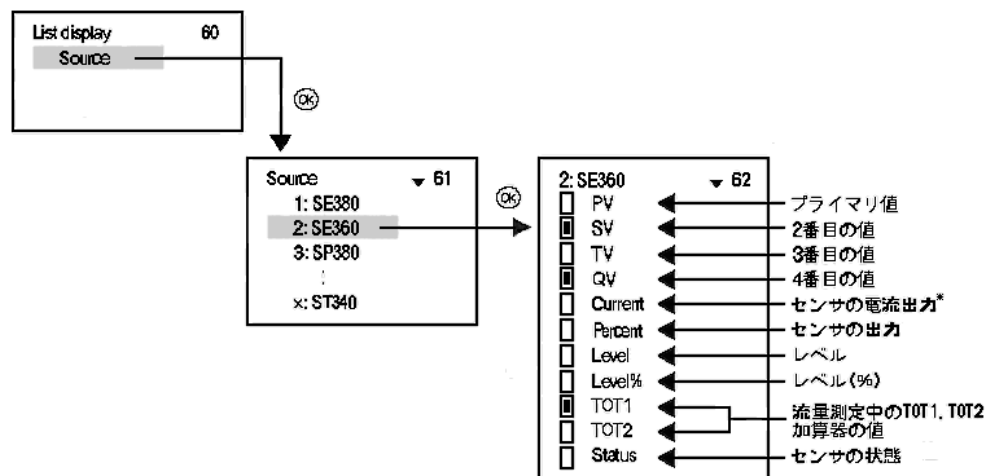 List display 60
Source
OK
Source 61
1: SE380
2: SE360
3: SP380
⋮
×: ST340
OK
2: SE360 62
PV プライマリ値
SV 2番目の値
TV 3番目の値
QV 4番目の値
Current センサの電流出力*
Percent センサの出力
Level レベル
Level% レベル(%)
TOT1
TOT2
流量測定中のTOT1, TOT2
加算器の値
Status センサの状態